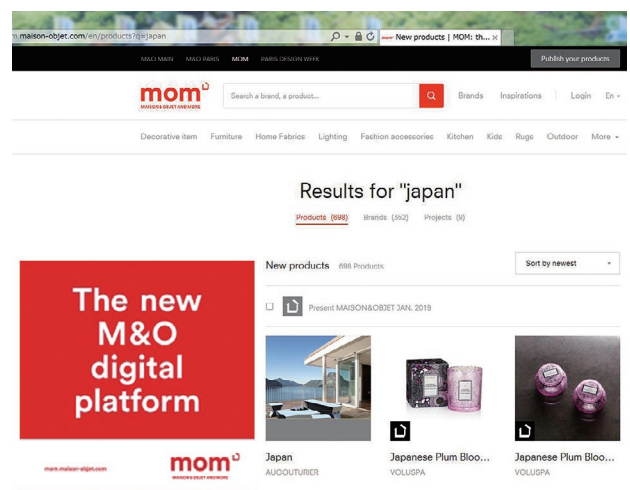 m.maison-objet.com/en/products?q=japan
New products | MOM: th... ×
M&O MAIN M&O PARIS MOM PARIS DESIGN WEEK Publish your products
mom
MAISON & OBJET AND MORE
Search a brand, a product...
Brands Inspirations Login En
Decorative item Furniture Home Fabrics Lighting Fashion accessories Kitchen Kids Rugs Outdoor More
Results for "japan"
Products (698) Brands (352) Projects (9)
New products 698 Products
Sort by newest
Present MAISON&OBJET JAN. 2019
The new
M&O
digital
platform
mom.maison-objet.com
mom
MAISON & OBJET AND MORE
Japan
AUCOUTURIER
Japanese Plum Bloo...
VOLUSPA
Japanese Plum Bloo...
VOLUSPA